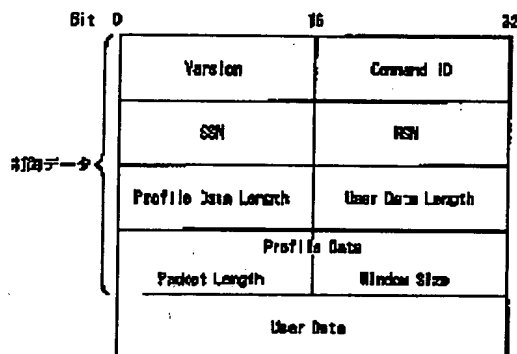 Bit 0 16 32
Version
Command ID
SSN
RSN
制御データ
Profile Data Length
User Data Length
Profile Data
Packet Length
Window Size
User Data